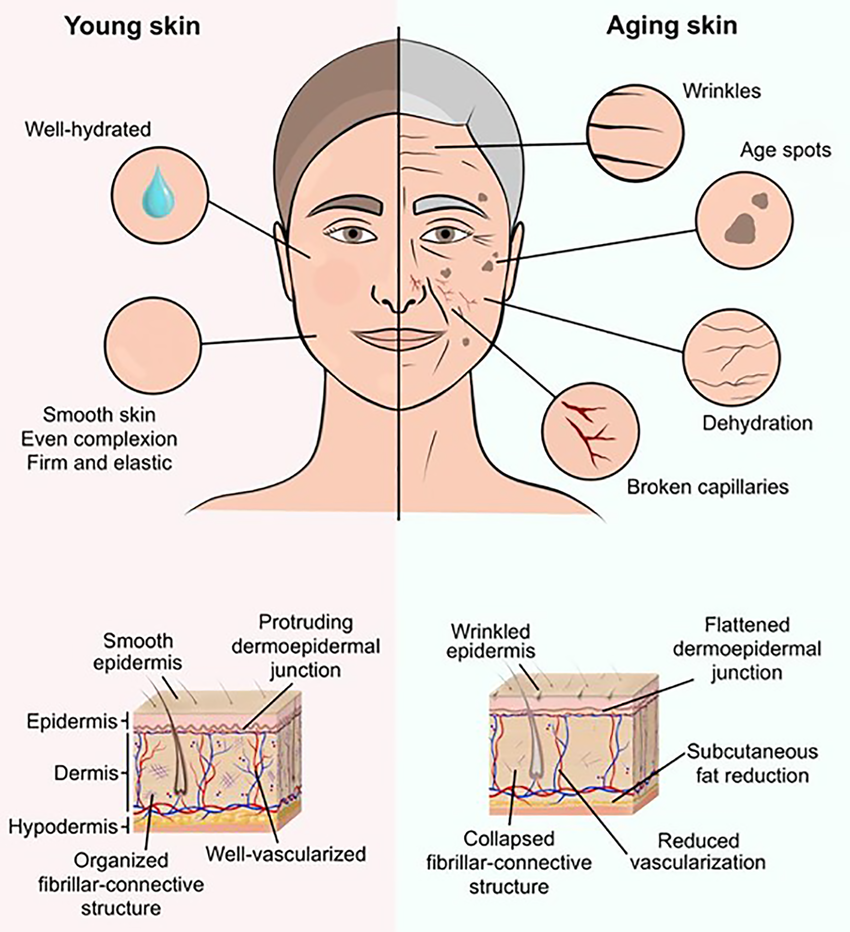 Young skin
Aging skin
Well-hydrated
Smooth skin
Even complexion
Firm and elastic
Wrinkles
Age spots
Dehydration
Broken capillaries
Smooth
epidermis
Protruding
dermoepidermal
junction
Epidermis
Dermis
Hypodermis
Organized
fibrillar-connective
structure
Well-vascularized
Wrinkled
epidermis
Flattened
dermoepidermal
junction
Subcutaneous
fat reduction
Collapsed
fibrillar-connective
structure
Reduced
vascularization